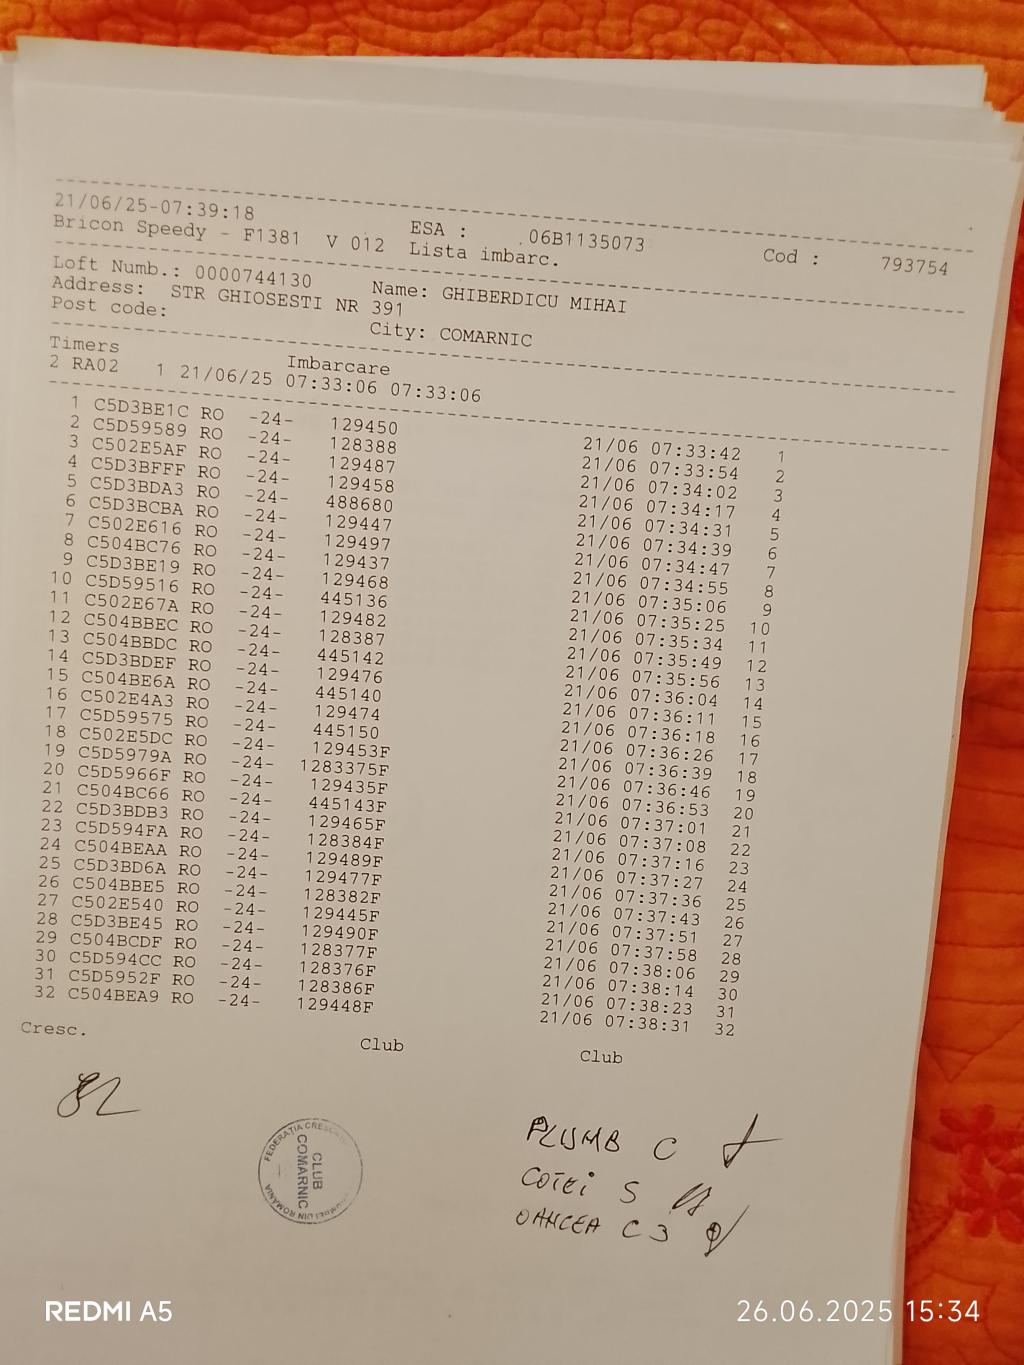 21/06/25-07:39:18 ESA : .06B1135073 Cod : 793754
Bricon Speedy - F1381 V 012 Lista imbarc.
Loft Numb.: 0000744130 Name: GHIBERDICU MIHAI
Address: STR GHIOSESTI NR 391
Post code: City: COMARNIC
Timers Imbarcare
2 RA02 1 21/06/25 07:33:06 07:33:06
1 C5D3BE1C RO -24- 129450 21/06 07:33:42 1
2 C5D59589 RO -24- 128388 21/06 07:33:54 2
3 C502E5AF RO -24- 129487 21/06 07:34:02 3
4 C5D3BFFF RO -24- 129458 21/06 07:34:17 4
5 C5D3BDA3 RO -24- 488680 21/06 07:34:31 5
6 C5D3BCBA RO -24- 129447 21/06 07:34:39 6
7 C502E616 RO -24- 129497 21/06 07:34:47 7
8 C504BC76 RO -24- 129437 21/06 07:34:55 8
9 C5D3BE19 RO -24- 129468 21/06 07:35:06 9
10 C5D59516 RO -24- 445136 21/06 07:35:25 10
11 C502E67A RO -24- 129482 21/06 07:35:34 11
12 C504BBEC RO -24- 128387 21/06 07:35:49 12
13 C504BBDC RO -24- 445142 21/06 07:35:56 13
14 C5D3BDEF RO -24- 129476 21/06 07:36:04 14
15 C504BE6A RO -24- 445140 21/06 07:36:11 15
16 C502E4A3 RO -24- 129474 21/06 07:36:18 16
17 C5D59575 RO -24- 445150 21/06 07:36:26 17
18 C502E5DC RO -24- 129453F 21/06 07:36:39 18
19 C5D5979A RO -24- 1283375F 21/06 07:36:46 19
20 C5D5966F RO -24- 129435F 21/06 07:36:53 20
21 C504BC66 RO -24- 445143F 21/06 07:37:01 21
22 C5D3BDB3 RO -24- 129465F 21/06 07:37:08 22
23 C5D594FA RO -24- 128384F 21/06 07:37:16 23
24 C504BEAA RO -24- 129489F 21/06 07:37:27 24
25 C5D3BD6A RO -24- 129477F 21/06 07:37:36 25
26 C504BBE5 RO -24- 128382F 21/06 07:37:43 26
27 C502E540 RO -24- 129445F 21/06 07:37:51 27
28 C5D3BE45 RO -24- 129490F 21/06 07:37:58 28
29 C504BCDF RO -24- 128377F 21/06 07:38:06 29
30 C5D594CC RO -24- 128376F 21/06 07:38:14 30
31 C5D5952F RO -24- 128386F 21/06 07:38:23 31
32 C504BEA9 RO -24- 129448F 21/06 07:38:31 32
Cresc. Club Club
CLUB
COMARNIC
FEDERATIA
DIN ROMANIA
PLUMB C
COTEI S
OANCEA C3
REDMI A5
26.06.2025 15:34